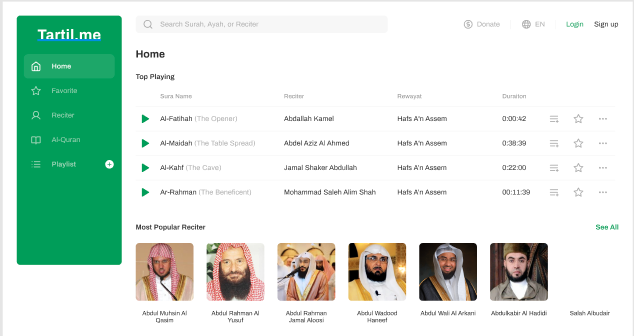 Tartil.me
Search Surah, Ayah, or Reciter
Donate
EN
Login
Sign up
Home
Favorite
Reciter
Al-Quran
Playlist
Home
Top Playing
Sura Name Reciter Rewayat Duration
Al-Fatihah (The Opener) Abdallah Kamel Hafs A'n Assem 0:00:42
Al-Maidah (The Table Spread) Abdel Aziz Al Ahmed Hafs A'n Assem 0:38:39
Al-Kahf (The Cave) Jamal Shaker Abdullah Hafs A'n Assem 0:22:00
Ar-Rahman (The Beneficent) Mohammad Saleh Alim Shah Hafs A'n Assem 00:11:39
Most Popular Reciter See All
Abdul Muhsin Al
Qasim
Abdul Rahman Al
Yusuf
Abdul Rahman
Jamal Aloosi
Abdul Wadood
Haneef
Abdul Wali Al Arkani
Abdulkabir Al Hadidi
Salah Albudair